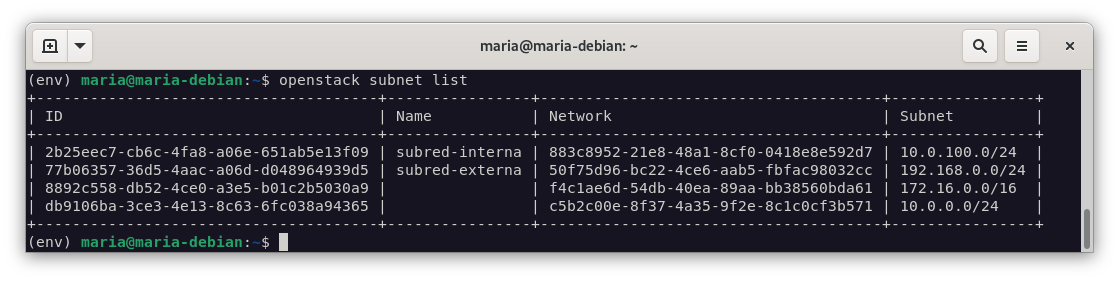 maria@maria-debian: ~
(env) maria@maria-debian:~$ openstack subnet list
+--------------------------------------+----------------+--------------------------------------+----------------+
| ID                                   | Name           | Network                              | Subnet         |
+--------------------------------------+----------------+--------------------------------------+----------------+
| 2b25eec7-cb6c-4fa8-a06e-651ab5e13f09 | subred-interna | 883c8952-21e8-48a1-8cf0-0418e8e592d7 | 10.0.100.0/24  |
| 77b06357-36d5-4aac-a06d-d048964939d5 | subred-externa | 50f75d96-bc22-4ce6-aab5-fbfac98032cc | 192.168.0.0/24 |
| 8892c558-db52-4ce0-a3e5-b01c2b5030a9 |                | f4c1ae6d-54db-40ea-89aa-bb38560bda61 | 172.16.0.0/16  |
| db9106ba-3ce3-4e13-8c63-6fc038a94365 |                | c5b2c00e-8f37-4a35-9f2e-8c1c0cf3b571 | 10.0.0.0/24    |
+--------------------------------------+----------------+--------------------------------------+----------------+
(env) maria@maria-debian:~$